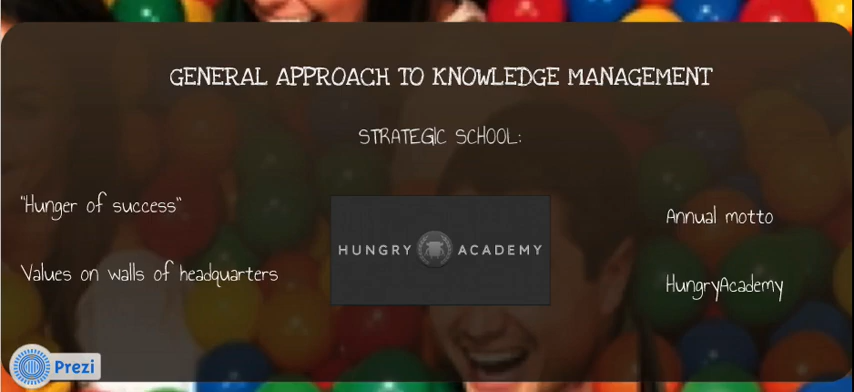 GENERAL APPROACH TO KNOWLEDGE MANAGEMENT
STRATEGIC SCHOOL:
"Hunger of success"
Annual motto
HUNGRY ACADEMY
Values on walls of headquarters
HungryAcademy
Prezi